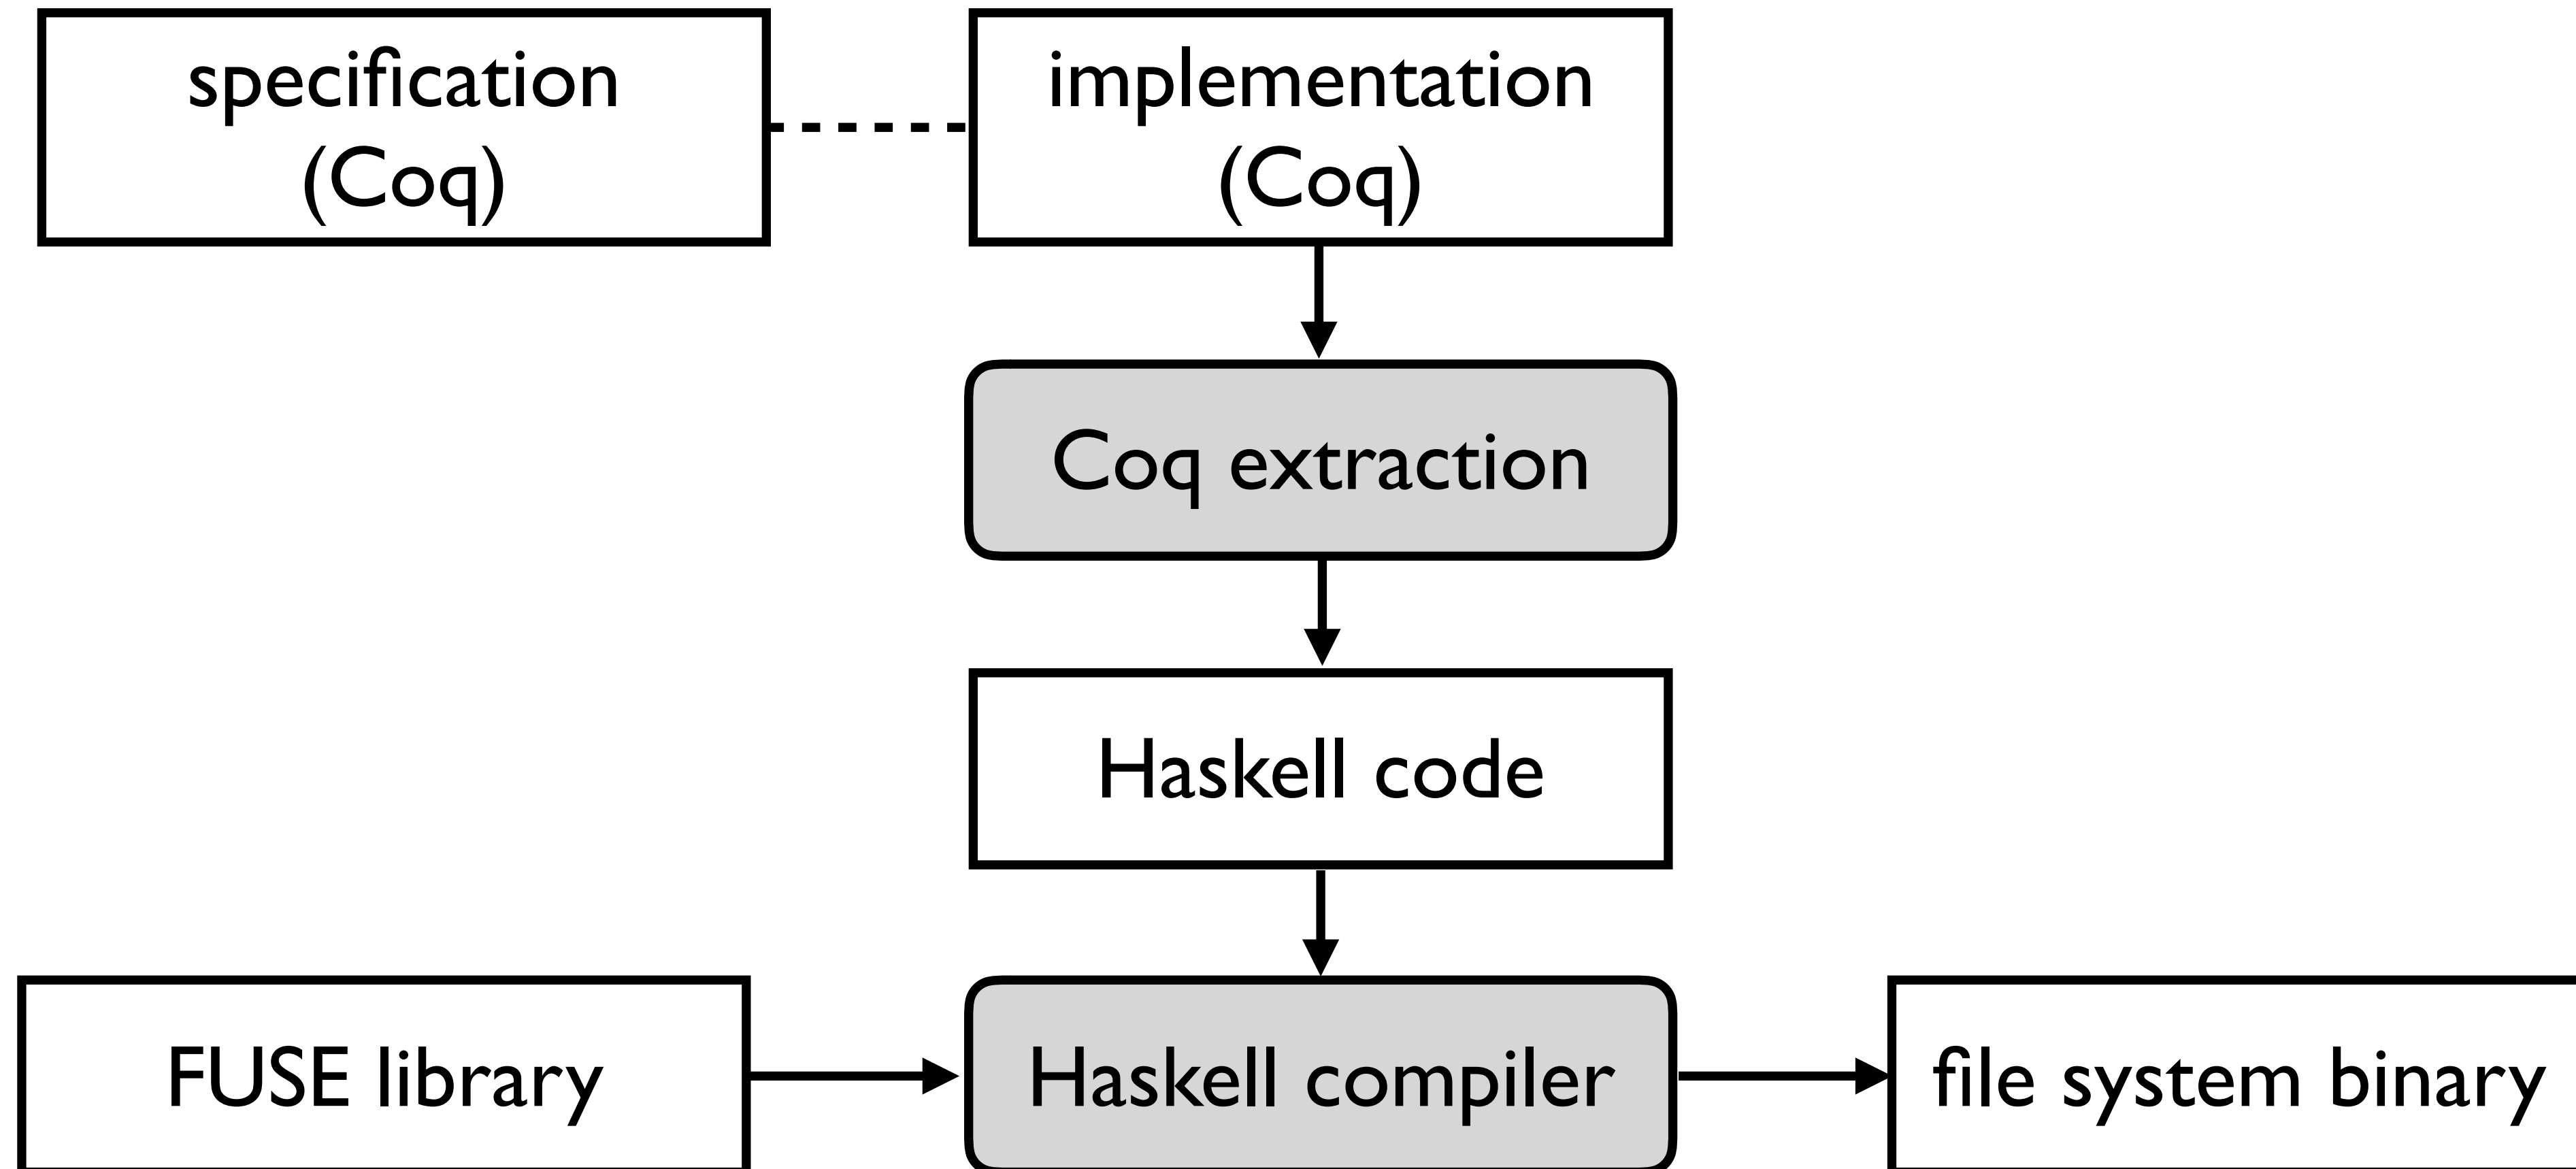 specification
(Coq)
implementation
(Coq)
Coq extraction
Haskell code
FUSE library
Haskell compiler
file system binary